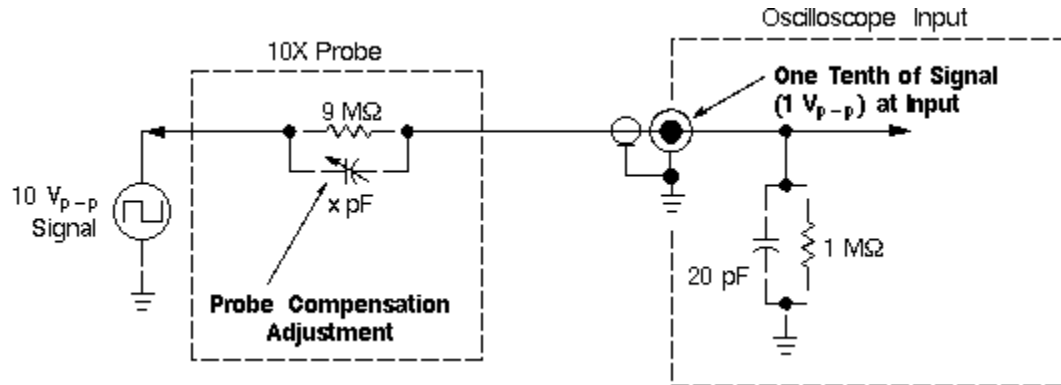 Oscilloscope Input
10X Probe
One Tenth of Signal
(1 Vp-p) at Input
9 MΩ
10 Vp-p
Signal
x pF
1 MΩ
20 pF
Probe Compensation
Adjustment